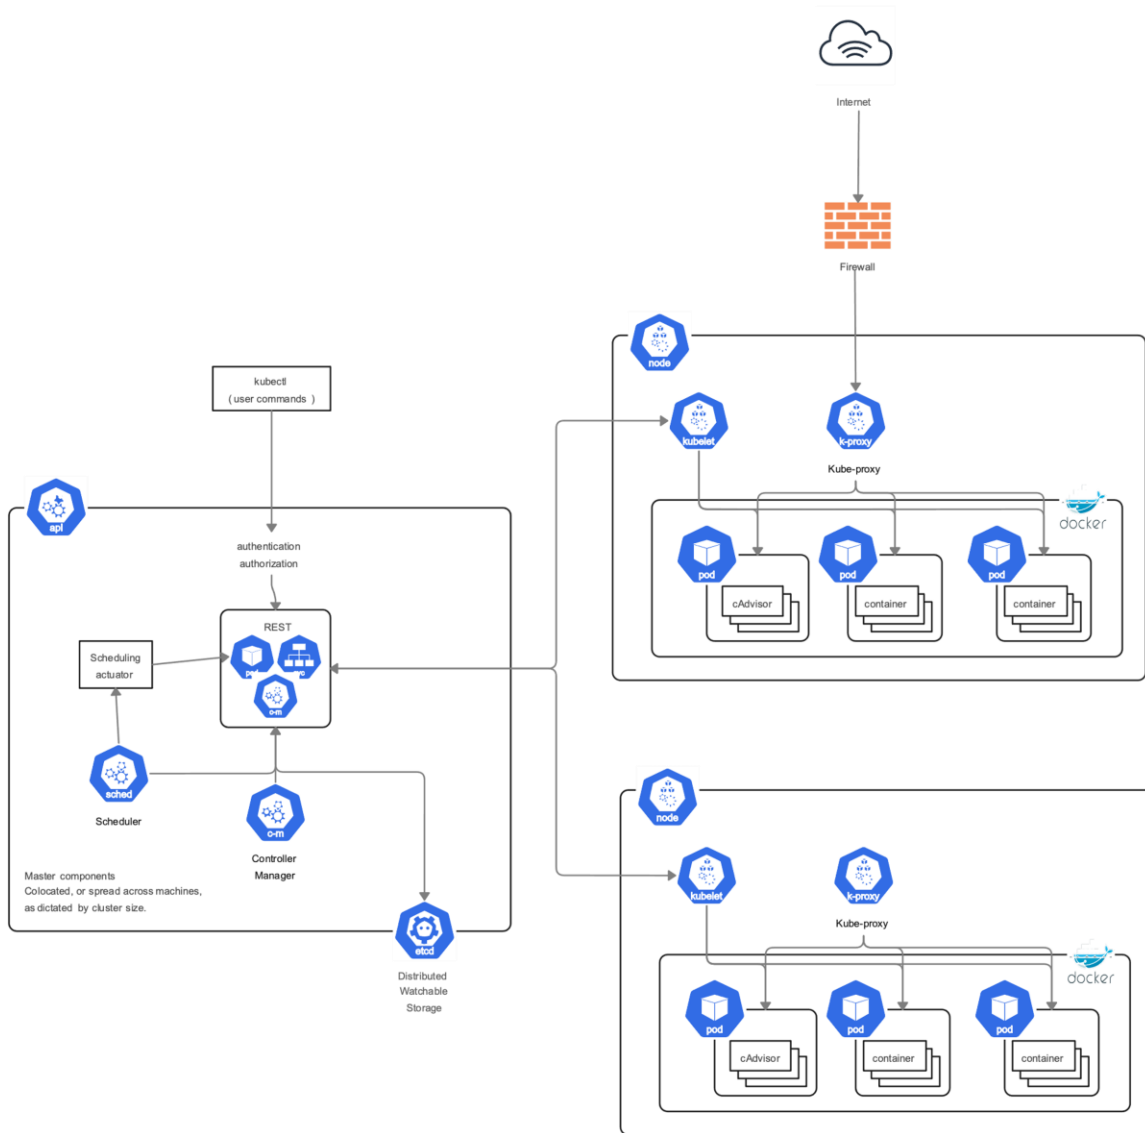 Internet
Firewall
node
kubelet
k-proxy
Kube-proxy
docker
pod
pod
pod
cAdvisor
container
container
kubectl
( user commands )
api
authentication
authorization
REST
c-m
Scheduling
actuator
sched
Scheduler
c-m
Controller
Manager
Master components
Colocated, or spread across machines,
as dictated by cluster size.
etcd
Distributed
Watchable
Storage
node
kubelet
k-proxy
Kube-proxy
docker
pod
pod
pod
cAdvisor
container
container